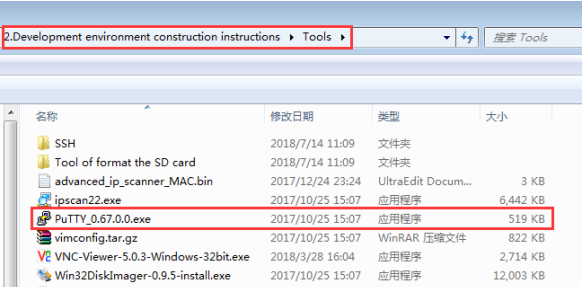 2.Development environment construction instructions Tools 搜索 Tools
名称 修改日期 类型 大小
SSH 2018/7/14 11:09 文件夹
Tool of format the SD card 2018/7/14 11:09 文件夹
advanced_ip_scanner_MAC.bin 2017/12/24 23:24 UltraEdit Docum... 3 KB
ipscan22.exe 2017/10/25 15:07 应用程序 6,442 KB
PuTTY_0.67.0.0.exe 2017/10/25 15:07 应用程序 519 KB
vimconfig.tar.gz 2017/10/25 15:07 WinRAR 压缩文件 822 KB
VNC-Viewer-5.0.3-Windows-32bit.exe 2018/3/28 16:04 应用程序 2,714 KB
Win32DiskImager-0.9.5-install.exe 2017/10/25 15:07 应用程序 12,003 KB